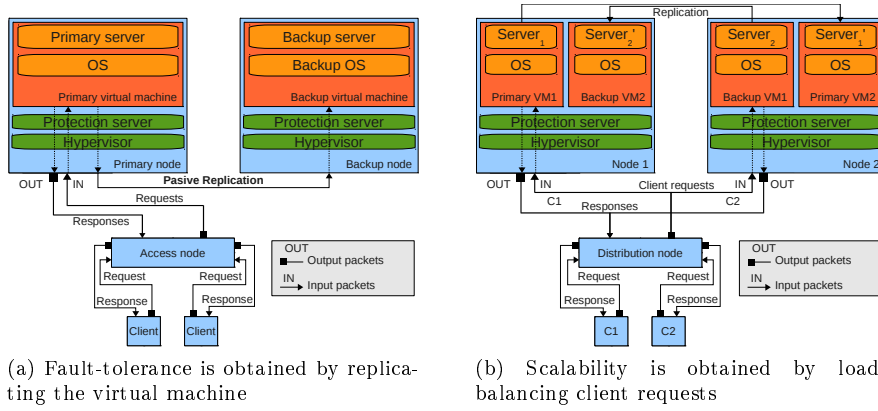 Primary server
OS
Primary virtual machine
Protection server
Hypervisor
Primary node
Backup server
Backup OS
Backup virtual machine
Protection server
Hypervisor
Backup node
OUT
IN
Pasive Replication
Requests
Responses
Access node
Request
Request
Response
Response
Client
Client
OUT
Output packets
IN
Input packets
(a) Fault-tolerance is obtained by replica-
ting the virtual machine
Replication
Server1
OS
Primary VM1
Server2'
OS
Backup VM2
Protection server
Hypervisor
Node 1
Server2
OS
Backup VM1
Server1'
OS
Primary VM2
Protection server
Hypervisor
Node 2
OUT
IN
Client requests
IN
OUT
C1
C2
Responses
Distribution node
Request
Request
Response
Response
C1
C2
OUT
Output packets
IN
Input packets
(b) Scalability is obtained by load
balancing client requests